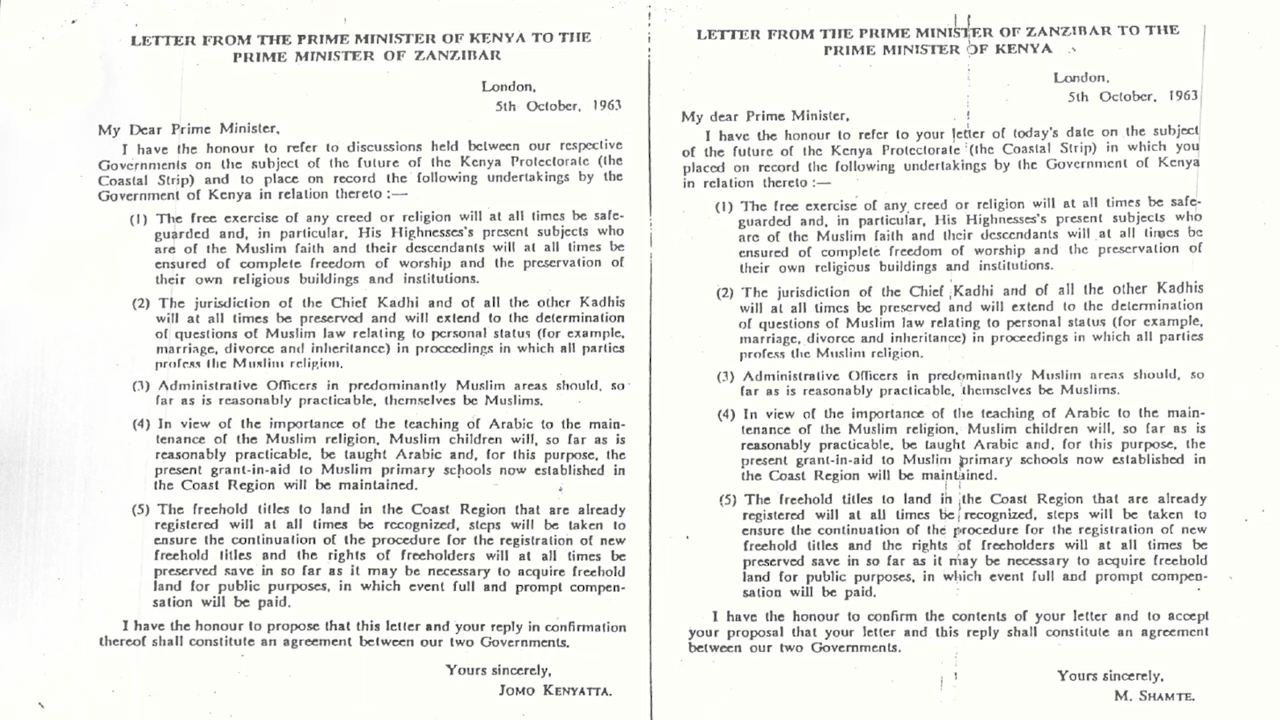 LETTER FROM THE PRIME MINISTER OF KENYA TO THE
PRIME MINISTER OF ZANZIBAR
London,
5th October, 1963
My Dear Prime Minister,
I have the honour to refer to discussions held between our respective
Governments on the subject of the future of the Kenya Protectorate (the
Coastal Strip) and to place on record the following undertakings by the
Government of Kenya in relation thereto :—
(1) The free exercise of any creed or religion will at all times be safe-
guarded and, in particular, His Highnesses's present subjects who
are of the Muslim faith and their descendants will at all times be
ensured of complete freedom of worship and the preservation of
their own religious buildings and institutions.
(2) The jurisdiction of the Chief Kadhi and of all the other Kadhis
will at all times be preserved and will extend to the determination
of questions of Muslim law relating to personal status (for example,
marriage, divorce and inheritance) in proceedings in which all parties
profess the Muslim religion.
(3) Administrative Officers in predominantly Muslim areas should, so
far as is reasonably practicable, themselves be Muslims.
(4) In view of the importance of the teaching of Arabic to the main-
tenance of the Muslim religion, Muslim children will, so far as is
reasonably practicable, be taught Arabic and, for this purpose, the
present grant-in-aid to Muslim primary schools now established in
the Coast Region will be maintained.
(5) The freehold titles to land in the Coast Region that are already
registered will at all times be recognized, steps will be taken to
ensure the continuation of the procedure for the registration of new
freehold titles and the rights of freeholders will at all times be
preserved save in so far as it may be necessary to acquire freehold
land for public purposes, in which event full and prompt compen-
sation will be paid.
I have the honour to propose that this letter and your reply in confirmation
thereof shall constitute an agreement between our two Governments.
Yours sincerely,
JOMO KENYATTA.
LETTER FROM THE PRIME MINISTER OF ZANZIBAR TO THE
PRIME MINISTER OF KENYA
London,
5th October, 1963
My dear Prime Minister,
I have the honour to refer to your letter of today's date on the subject
of the future of the Kenya Protectorate (the Coastal Strip) in which you
placed on record the following undertakings by the Government of Kenya
in relation thereto :—
(1) The free exercise of any creed or religion will at all times be safe-
guarded and, in particular, His Highnesses's present subjects who
are of the Muslim faith and their descendants will at all times be
ensured of complete freedom of worship and the preservation of
their own religious buildings and institutions.
(2) The jurisdiction of the Chief Kadhi and of all the other Kadhis
will at all times be preserved and will extend to the determination
of questions of Muslim law relating to personal status (for example,
marriage, divorce and inheritance) in proceedings in which all parties
profess the Muslim religion.
(3) Administrative Officers in predominantly Muslim areas should, so
far as is reasonably practicable, themselves be Muslims.
(4) In view of the importance of the teaching of Arabic to the main-
tenance of the Muslim religion, Muslim children will, so far as is
reasonably practicable, be taught Arabic and, for this purpose, the
present grant-in-aid to Muslim primary schools now established in
the Coast Region will be maintained.
(5) The freehold titles to land in the Coast Region that are already
registered will at all times be recognized, steps will be taken to
ensure the continuation of the procedure for the registration of new
freehold titles and the rights of freeholders will at all times be
preserved save in so far as it may be necessary to acquire freehold
land for public purposes, in which event full and prompt compen-
sation will be paid.
I have the honour to confirm the contents of your letter and to accept
your proposal that your letter and this reply shall constitute an agreement
between our two Governments.
Yours sincerely,
M. SHAMTE.